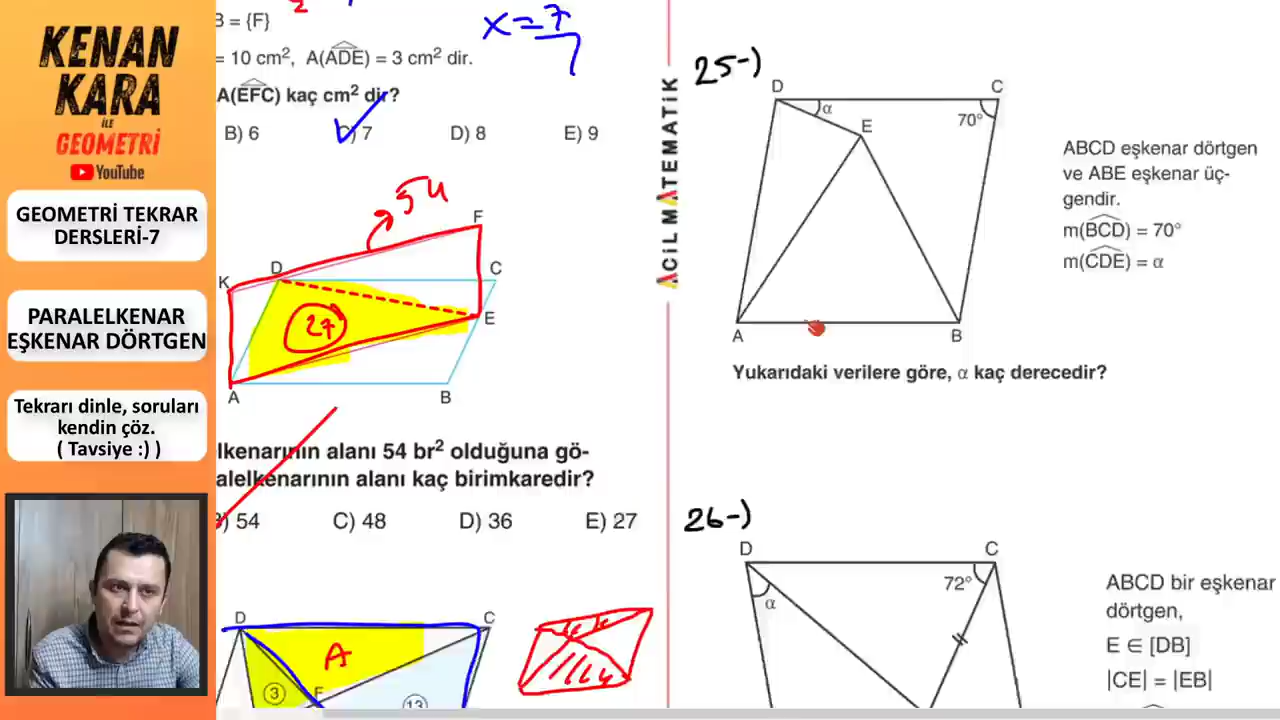 KENAN
KARA
İLE
GEOMETRİ
YouTube
GEOMETRİ TEKRAR
DERSLERİ-7
PARALELKENAR
EŞKENAR DÖRTGEN
Tekrarı dinle, soruları
kendin çöz.
( Tavsiye :) )
B = {F}
= 10 cm², A(ADE) = 3 cm² dir.
A(EFC) kaç cm² dir?
B) 6
C) 7
D) 8
E) 9
x = 7
54
F
K
D
C
27
E
A
B
lkenarının alanı 54 br² olduğuna gö-
alelkenarının alanı kaç birimkaredir?
B) 54
C) 48
D) 36
E) 27
D
C
A
3
F
13
ACİL MATEMATİK
25-)
D
C
α
E
70°
A
B
ABCD eşkenar dörtgen
ve ABE eşkenar üç-
gendir.
m(BCD) = 70°
m(CDE) = α
Yukarıdaki verilere göre, α kaç derecedir?
26-)
D
C
72°
α
ABCD bir eşkenar
dörtgen,
E ∈ [DB]
|CE| = |EB|